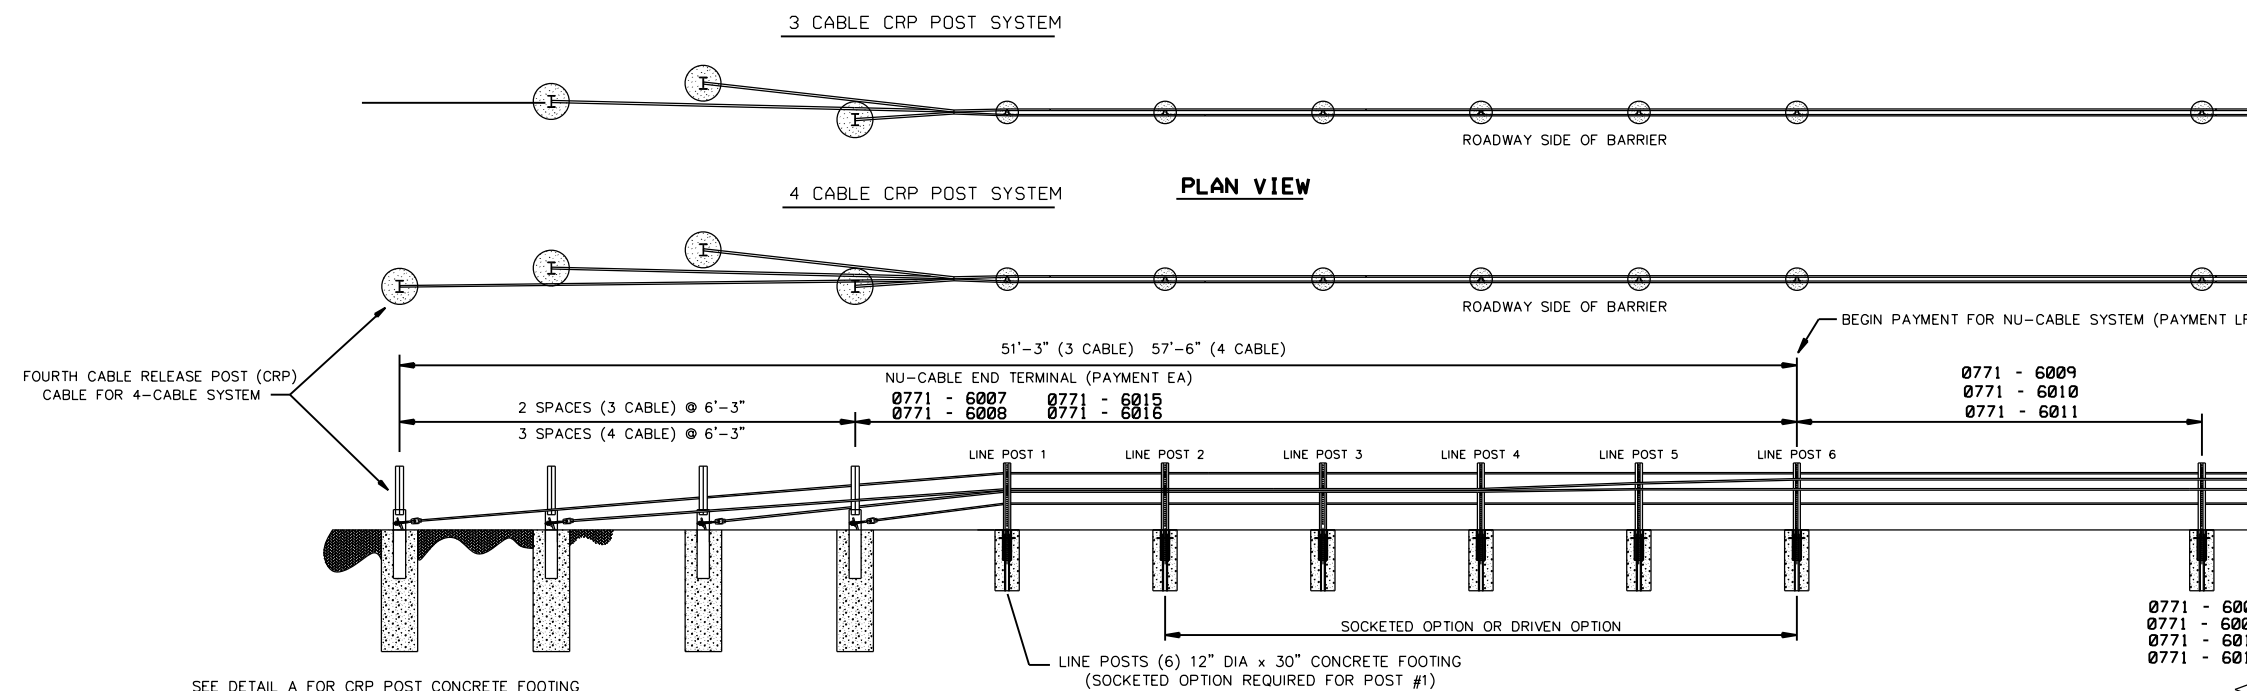 3 CABLE CRP POST SYSTEM
ROADWAY SIDE OF BARRIER
PLAN VIEW
4 CABLE CRP POST SYSTEM
ROADWAY SIDE OF BARRIER
BEGIN PAYMENT FOR NU-CABLE SYSTEM (PAYMENT
51'-3" (3 CABLE) 57'-6" (4 CABLE)
FOURTH CABLE RELEASE POST (CRP)
CABLE FOR 4-CABLE SYSTEM
NU-CABLE END TERMINAL (PAYMENT EA)
0771 - 6007 0771 - 6015
0771 - 6008 0771 - 6016
0771 - 6009
0771 - 6010
0771 - 6011
2 SPACES (3 CABLE) @ 6'-3"
3 SPACES (4 CABLE) @ 6'-3"
LINE POST 1 LINE POST 2 LINE POST 3 LINE POST 4 LINE POST 5 LINE POST 6
0771 -
0771 -
0771 -
0771 -
SOCKETED OPTION OR DRIVEN OPTION
LINE POSTS (6) 12" DIA x 30" CONCRETE FOOTING
(SOCKETED OPTION REQUIRED FOR POST #1)
SEE DETAIL A FOR CRP POST CONCRETE FOOTING